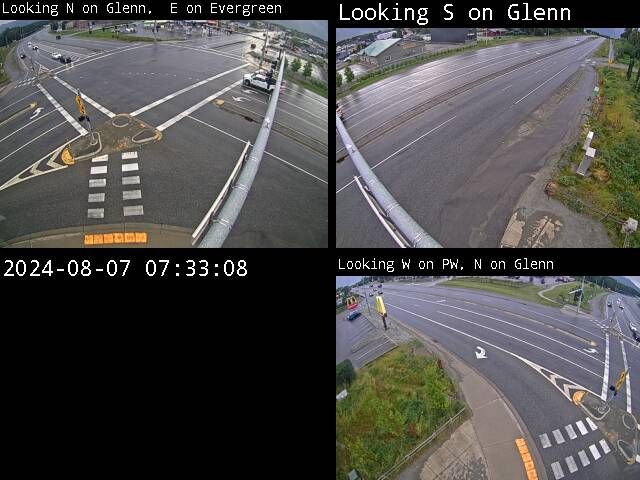 Looking N on Glenn, E on Evergreen
Looking S on Glenn
2024-08-07 07:33:08
Looking W on PW, N on Glenn